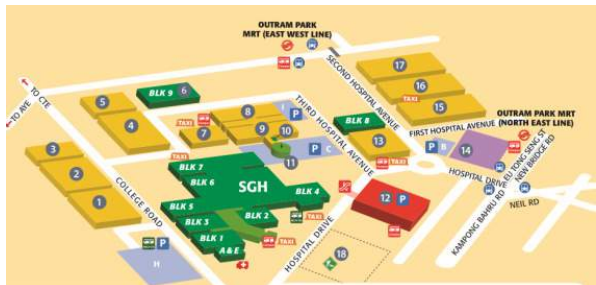 OUTRAM PARK
MRT (EAST WEST LINE)
TO CTE
TO AYE
BLK 9
6
5
4
3
2
1
SECOND HOSPITAL AVENUE
17
16
TAXI
15
FIRST HOSPITAL AVENUE
OUTRAM PARK MRT
(NORTH EAST LINE)
8
I
P
TAXI
7
9
10
THIRD HOSPITAL AVENUE
BLK 8
13
P B
14
EU TONG SENG ST
NEW BRIDGE RD
HOSPITAL DRIVE
TAXI
NEIL RD
KAMPONG BAHRU RD
TAXI
11
P C
BLK 7
BLK 6
SGH
BLK 4
12 P
COLLEGE ROAD
BLK 5
BLK 3
BLK 2
TAXI
BLK 1
A & E
TAXI
HOSPITAL DRIVE
18
P
H